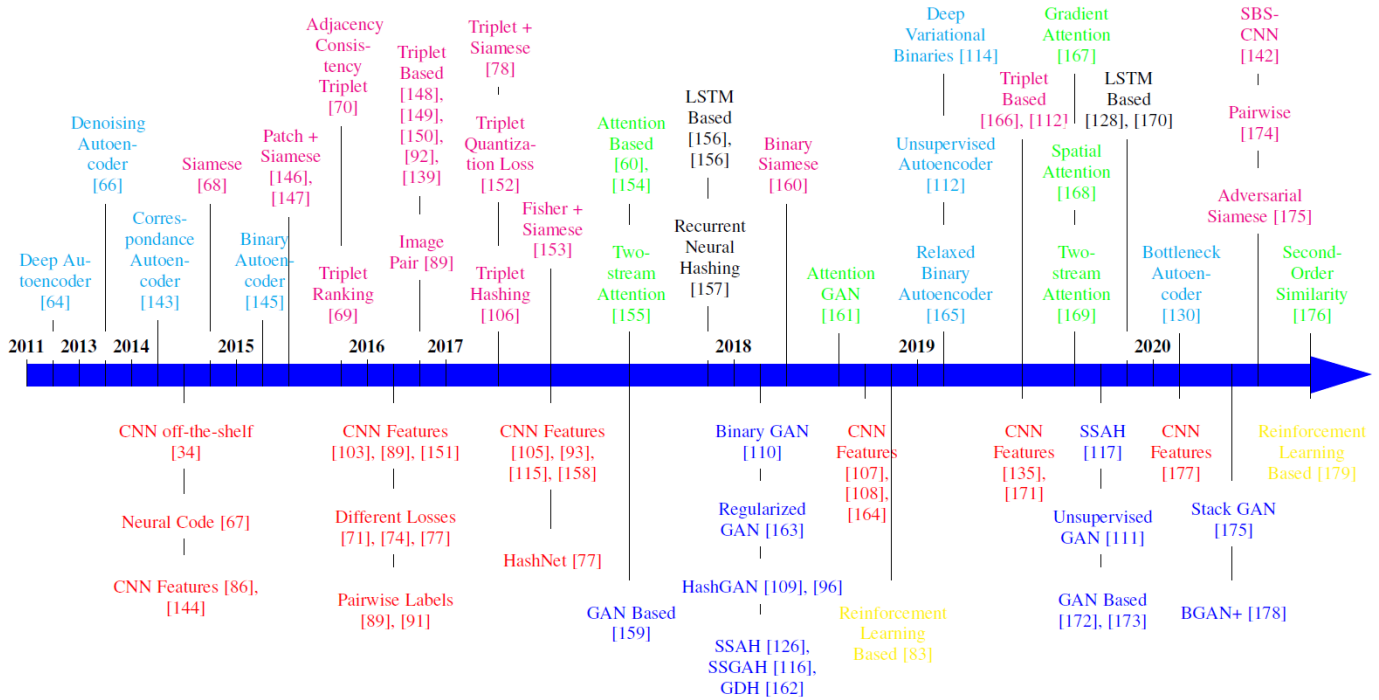 Deep Au-
toencoder
[64]
Denoising
Autoen-
coder
[66]
Corres-
pondance
Autoen-
coder
[143]
Siamese
[68]
Binary
Autoen-
coder
[145]
Patch +
Siamese
[146],
[147]
Adjacency
Consis-
tency
Triplet
[70]
Triplet
Ranking
[69]
Triplet
Based
[148],
[149],
[150],
[92],
[139]
Image
Pair [89]
Triplet +
Siamese
[78]
Triplet
Quantiza-
tion Loss
[152]
Triplet
Hashing
[106]
Fisher +
Siamese
[153]
Attention
Based
[60],
[154]
Two-
stream
Attention
[155]
LSTM
Based
[156],
[156]
Recurrent
Neural
Hashing
[157]
Binary
Siamese
[160]
Attention
GAN
[161]
Deep
Variational
Binaries [114]
Unsupervised
Autoencoder
[112]
Relaxed
Binary
Autoencoder
[165]
Triplet
Based
[166], [112]
Gradient
Attention
[167]
Spatial
Attention
[168]
Two-
stream
Attention
[169]
LSTM
Based
[128], [170]
Bottleneck
Autoen-
coder
[130]
SBS-
CNN
[142]
Pairwise
[174]
Adversarial
Siamese [175]
Second-
Order
Similarity
[176]
2011
2013
2014
2015
2016
2017
2018
2019
2020
CNN off-the-shelf
[34]
Neural Code [67]
CNN Features [86],
[144]
CNN Features
[103], [89], [151]
Different Losses
[71], [74], [77]
Pairwise Labels
[89], [91]
CNN Features
[105], [93],
[115], [158]
HashNet [77]
GAN Based
[159]
Binary GAN
[110]
Regularized
GAN [163]
HashGAN [109], [96]
SSAH [126],
SSGAH [116],
GDH [162]
CNN
Features
[107],
[108],
[164]
Reinforcement
Learning
Based [83]
CNN
Features
[135],
[171]
SSAH
[117]
Unsupervised
GAN [111]
GAN Based
[172], [173]
CNN
Features
[177]
Stack GAN
[175]
BGAN+ [178]
Reinforcement
Learning
Based [179]